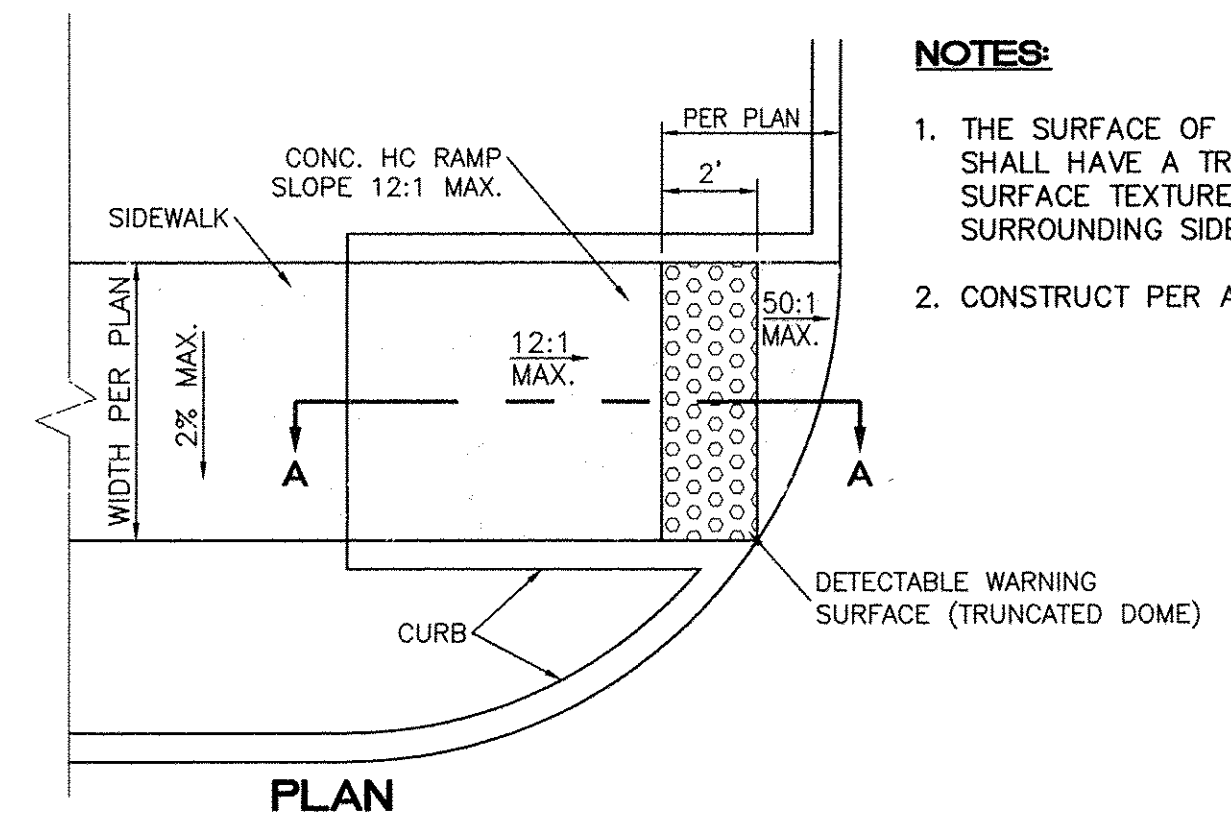 NOTES:
1. THE SURFACE OF
SHALL HAVE A TR
SURFACE TEXTURE
SURROUNDING SIDE
2. CONSTRUCT PER A
PER PLAN
2'
CONC. HC RAMP
SLOPE 12:1 MAX.
SIDEWALK
WIDTH PER PLAN
2% MAX.
12:1
MAX.
50:1
MAX.
A
A
DETECTABLE WARNING
SURFACE (TRUNCATED DOME)
CURB
PLAN